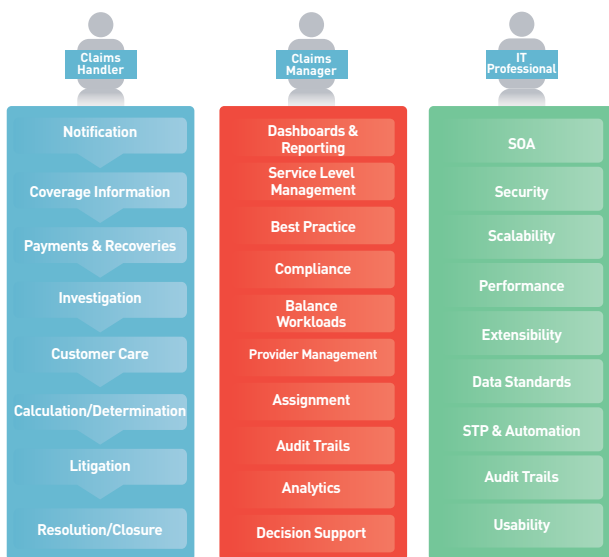 Claims
Handler
Notification
Coverage Information
Payments & Recoveries
Investigation
Customer Care
Calculation/Determination
Litigation
Resolution/Closure
Claims
Manager
Dashboards &
Reporting
Service Level
Management
Best Practice
Compliance
Balance
Workloads
Provider Management
Assignment
Audit Trails
Analytics
Decision Support
IT
Professional
SOA
Security
Scalability
Performance
Extensibility
Data Standards
STP & Automation
Audit Trails
Usability